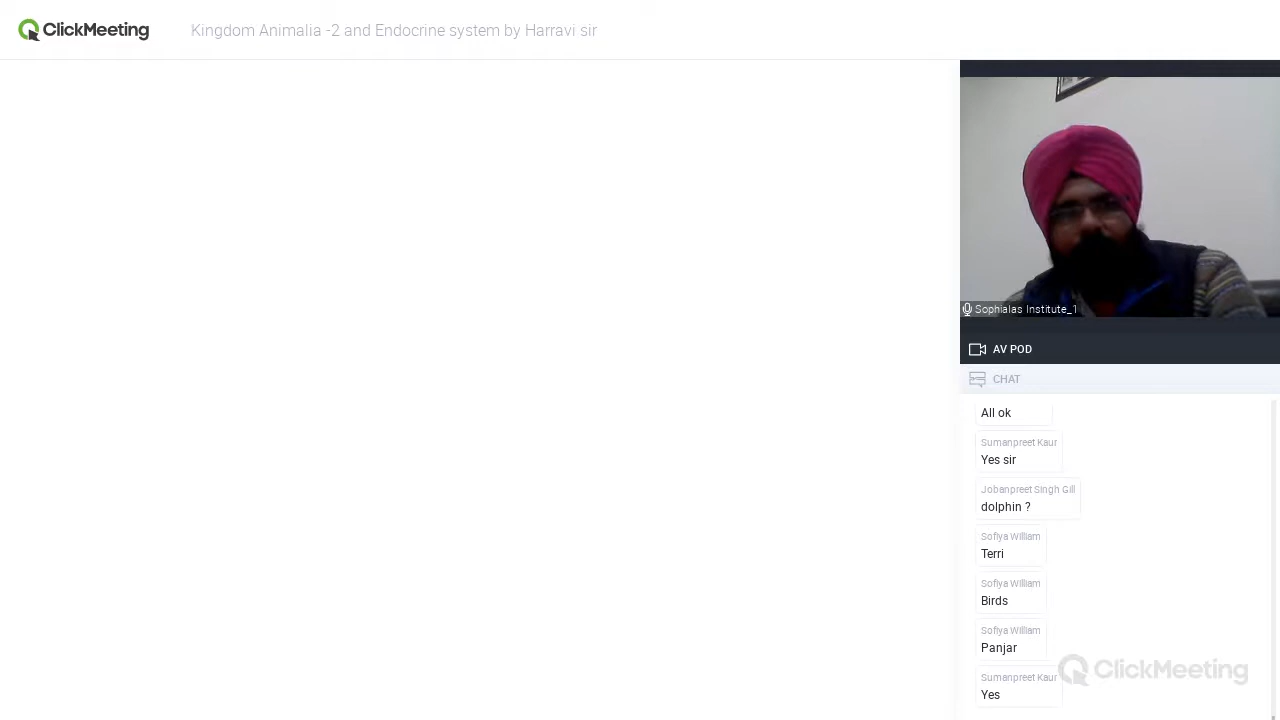 ClickMeeting
Kingdom Animalia -2 and Endocrine system by Harravi sir
Sophialas Institute_1
AV POD
CHAT
All ok
Sumanpreet Kaur
Yes sir
Jobanpreet Singh Gill
dolphin ?
Sofiya William
Terri
Sofiya William
Birds
Sofiya William
Panjar
Sumanpreet Kaur
Yes
ClickMeeting